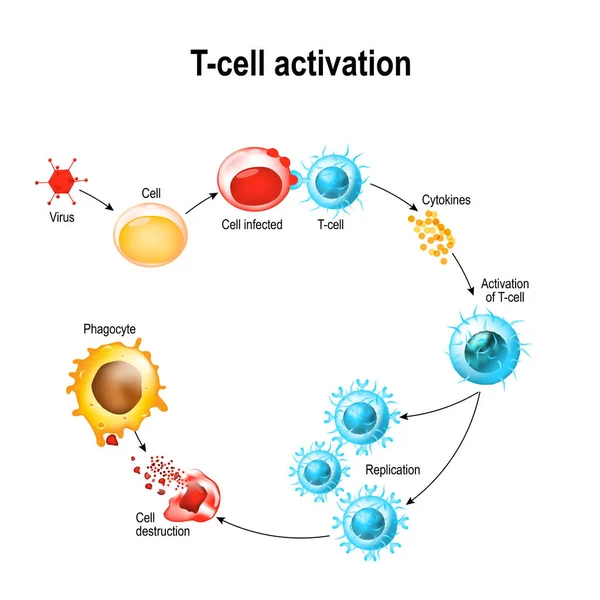 T-cell activation
Virus
Cell
Cell infected
T-cell
Cytokines
Activation
of T-cell
Replication
Phagocyte
Cell
destruction